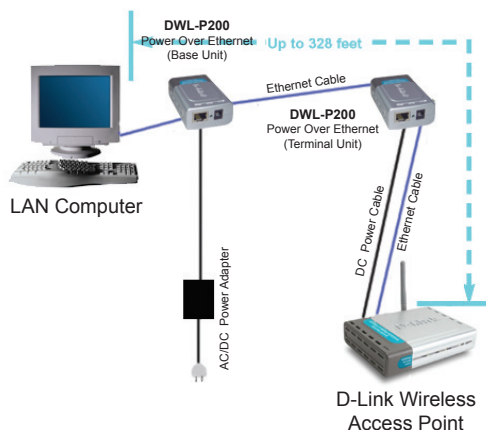 DWL-P200
Power Over Ethernet
(Base Unit)
Up to 328 feet
Ethernet Cable
DWL-P200
Power Over Ethernet
(Terminal Unit)
LAN Computer
DC Power Cable
Ethernet Cable
AC/DC Power Adapter
D-Link
D-Link Wireless
Access Point